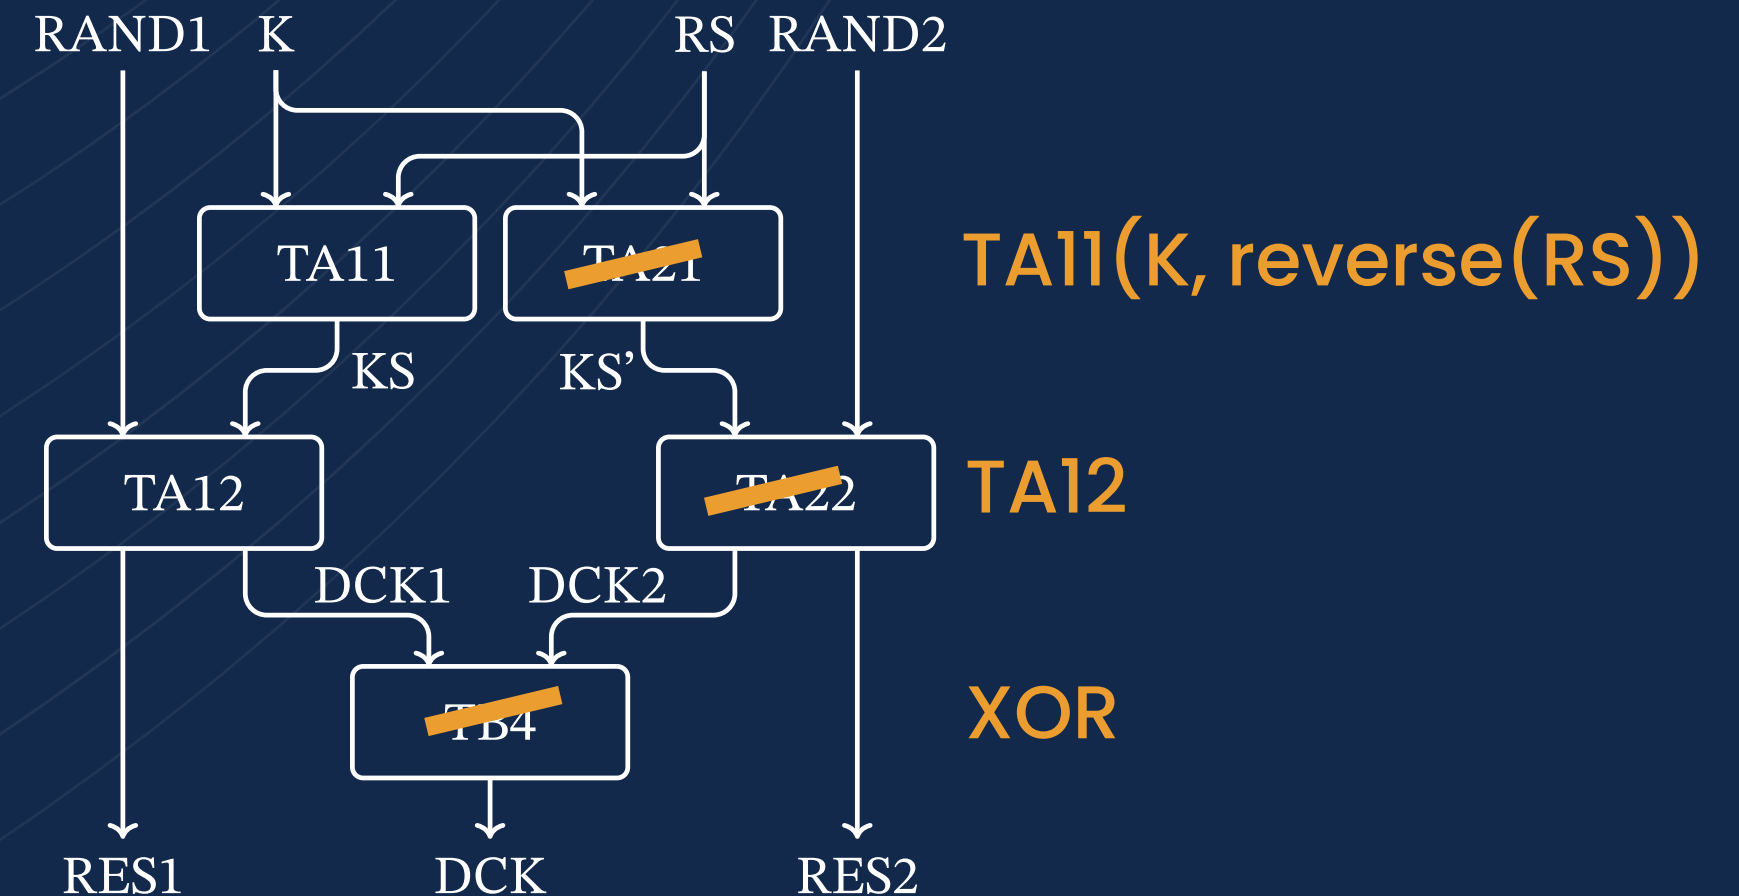 RAND1 K RS RAND2
TA11 TA21 TA11(K, reverse(RS))
KS KS’
TA12 TA22 TA12
DCK1 DCK2
TB4 XOR
RES1 DCK RES2